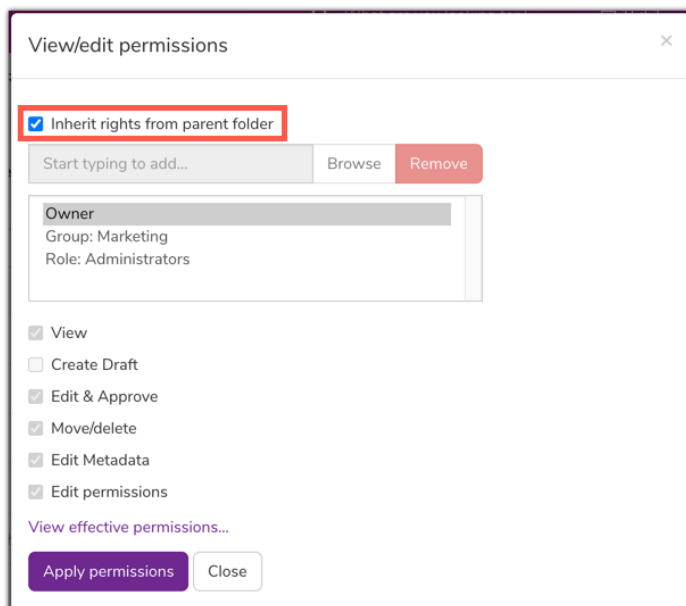 View/edit permissions
×
Inherit rights from parent folder
Start typing to add...
Browse
Remove
Owner
Group: Marketing
Role: Administrators
View
Create Draft
Edit & Approve
Move/delete
Edit Metadata
Edit permissions
View effective permissions...
Apply permissions
Close